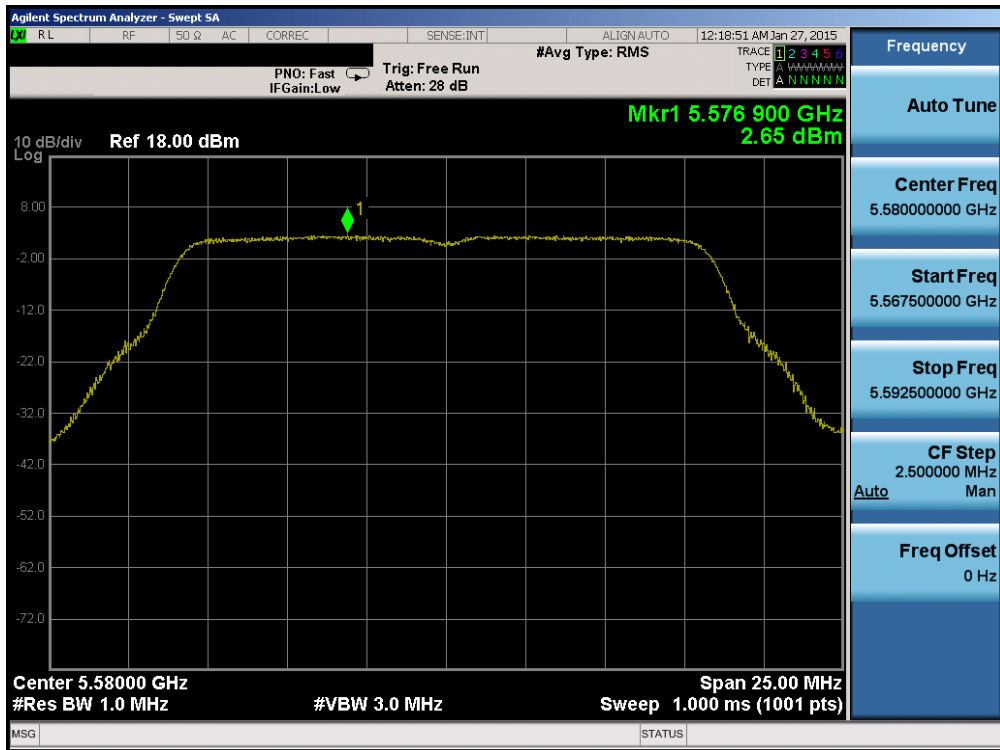 Agilent Spectrum Analyzer - Swept SA
LXI RL RF 50 Ω AC CORREC SENSE:INT ALIGN AUTO 12:18:51 AM Jan 27, 2015
#Avg Type: RMS TRACE 1 2 3 4 5 6
PNO: Fast Trig: Free Run TYPE A WWWWW
IFGain:Low Atten: 28 dB DET A N N N N N
Mkr1 5.576 900 GHz
2.65 dBm
10 dB/div Ref 18.00 dBm
Log
1
8.00
-2.00
-12.0
-22.0
-32.0
-42.0
-52.0
-62.0
-72.0
Center 5.58000 GHz Span 25.00 MHz
#Res BW 1.0 MHz #VBW 3.0 MHz Sweep 1.000 ms (1001 pts)
MSG STATUS
Frequency
Auto Tune
Center Freq
5.580000000 GHz
Start Freq
5.567500000 GHz
Stop Freq
5.592500000 GHz
CF Step
2.500000 MHz
Auto Man
Freq Offset
0 Hz